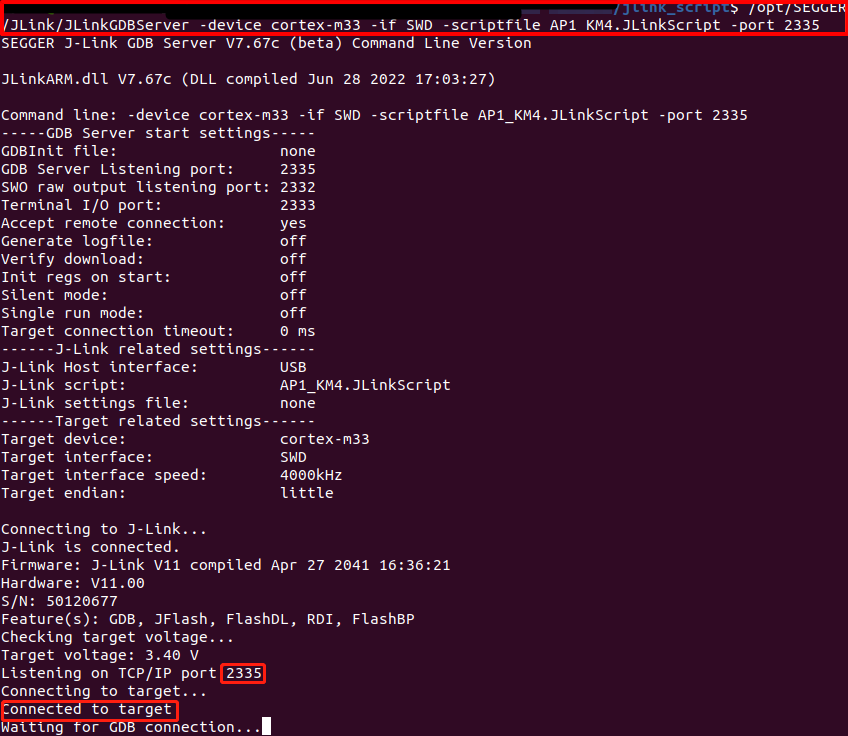 /jlink_script$ /opt/SEGGER
/JLink/JLinkGDBServer -device cortex-m33 -if SWD -scriptfile AP1_KM4.JLinkScript -port 2335
SEGGER J-Link GDB Server V7.67c (beta) Command Line Version
JLinkARM.dll V7.67c (DLL compiled Jun 28 2022 17:03:27)
Command line: -device cortex-m33 -if SWD -scriptfile AP1_KM4.JLinkScript -port 2335
-----GDB Server start settings-----
GDBInit file: none
GDB Server Listening port: 2335
SWO raw output listening port: 2332
Terminal I/O port: 2333
Accept remote connection: yes
Generate logfile: off
Verify download: off
Init regs on start: off
Silent mode: off
Single run mode: off
Target connection timeout: 0 ms
------J-Link related settings------
J-Link Host interface: USB
J-Link script: AP1_KM4.JLinkScript
J-Link settings file: none
------Target related settings------
Target device: cortex-m33
Target interface: SWD
Target interface speed: 4000kHz
Target endian: little
Connecting to J-Link...
J-Link is connected.
Firmware: J-Link V11 compiled Apr 27 2041 16:36:21
Hardware: V11.00
S/N: 50120677
Feature(s): GDB, JFlash, FlashDL, RDI, FlashBP
Checking target voltage...
Target voltage: 3.40 V
Listening on TCP/IP port 2335
Connecting to target...
Connected to target
Waiting for GDB connection...